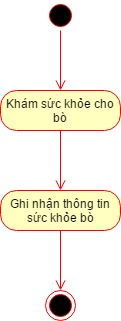 Khám sức khỏe cho
bò
Ghi nhận thông tin
sức khỏe bò